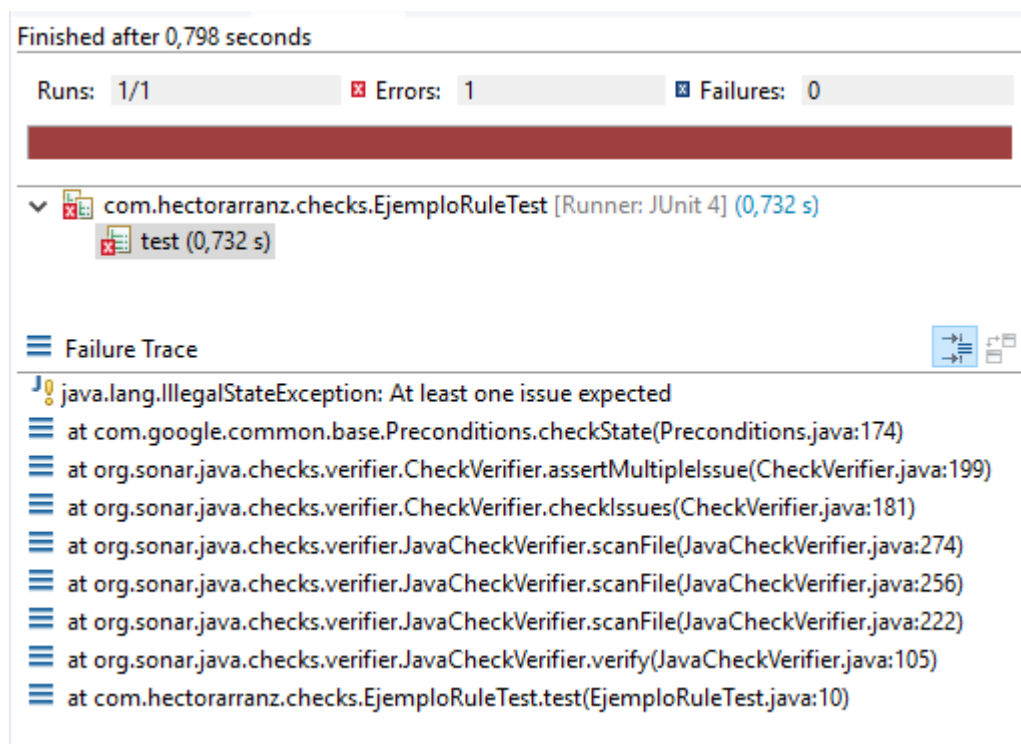 Finished after 0,798 seconds
Runs: 1/1 Errors: 1 Failures: 0
com.hectorarranz.checks.EjemploRuleTest [Runner: JUnit 4] (0,732 s)
test (0,732 s)
Failure Trace
java.lang.IllegalStateException: At least one issue expected
at com.google.common.base.Preconditions.checkState(Preconditions.java:174)
at org.sonar.java.checks.verifier.CheckVerifier.assertMultipleIssue(CheckVerifier.java:199)
at org.sonar.java.checks.verifier.CheckVerifier.checkIssues(CheckVerifier.java:181)
at org.sonar.java.checks.verifier.JavaCheckVerifier.scanFile(JavaCheckVerifier.java:274)
at org.sonar.java.checks.verifier.JavaCheckVerifier.scanFile(JavaCheckVerifier.java:256)
at org.sonar.java.checks.verifier.JavaCheckVerifier.scanFile(JavaCheckVerifier.java:222)
at org.sonar.java.checks.verifier.JavaCheckVerifier.verify(JavaCheckVerifier.java:105)
at com.hectorarranz.checks.EjemploRuleTest.test(EjemploRuleTest.java:10)